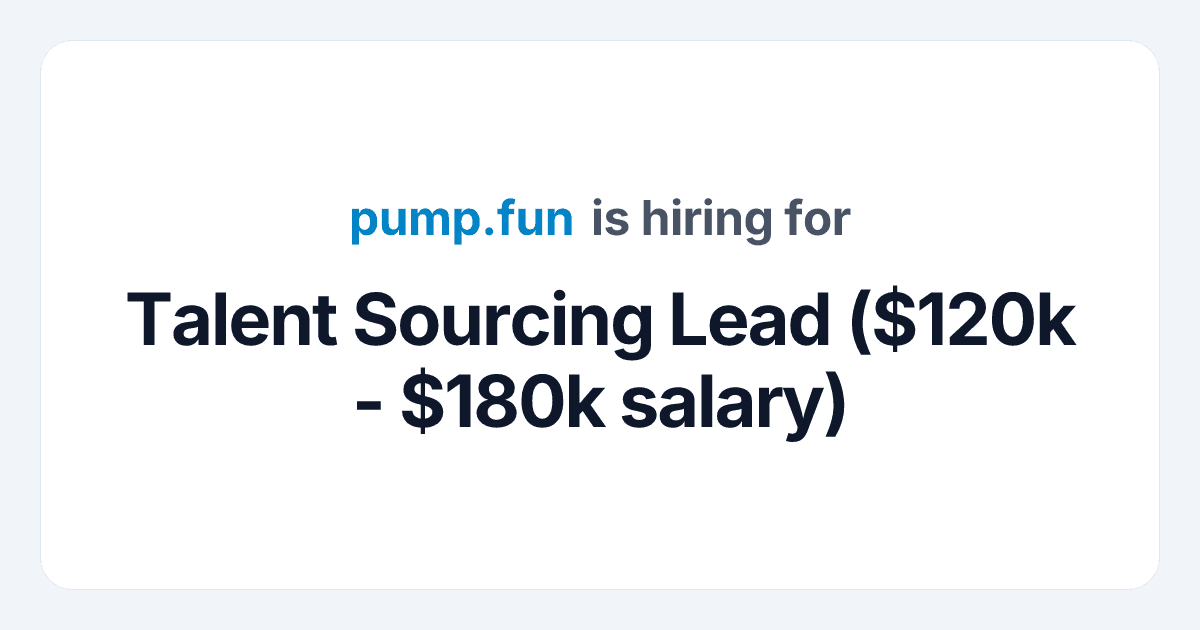 pump.fun is hiring for
Talent Sourcing Lead ($120k
- $180k salary)